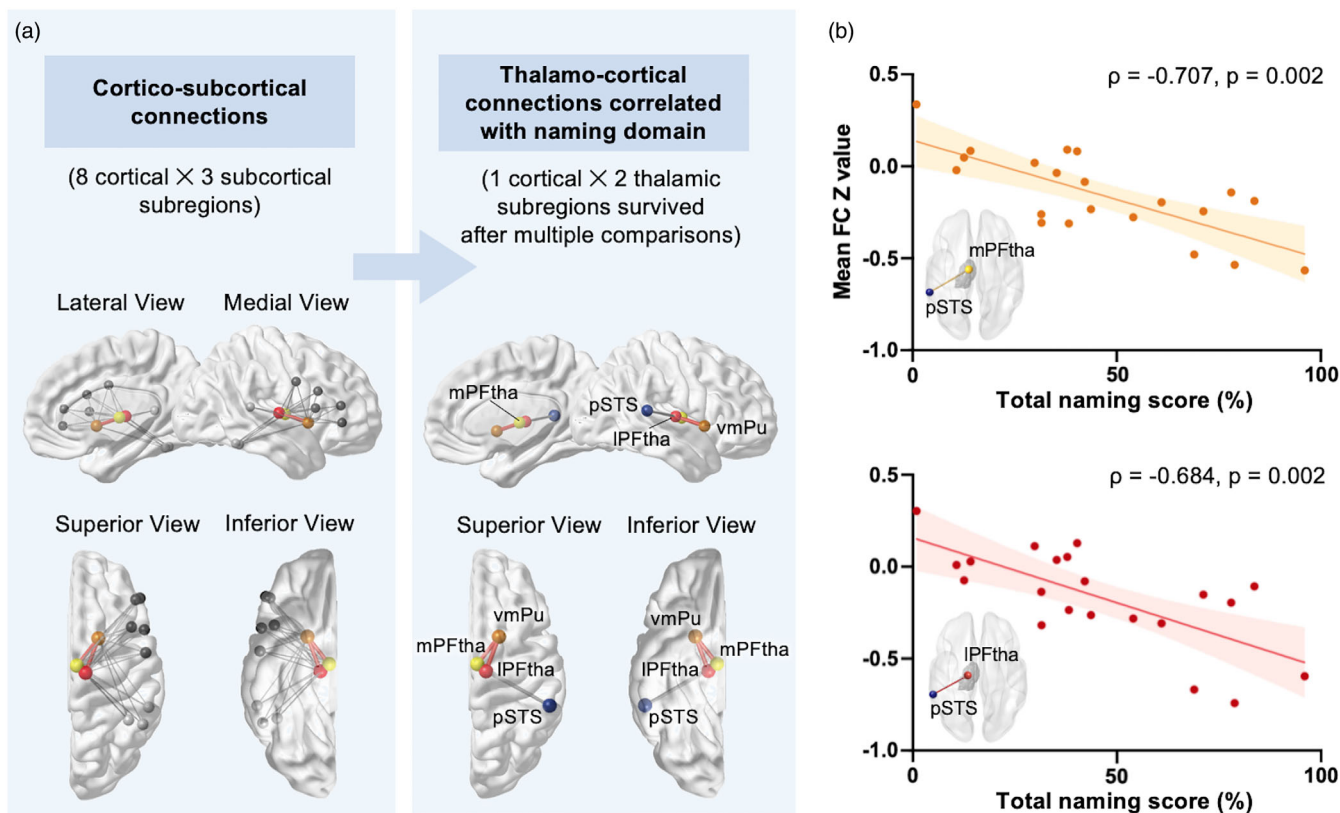 (a)
Cortico-subcortical
connections
(8 cortical × 3 subcortical
subregions)
Lateral View
Medial View
Superior View
Inferior View
Thalamo-cortical
connections correlated
with naming domain
(1 cortical × 2 thalamic
subregions survived
after multiple comparisons)
mPFtha
pSTS
lPFtha
vmPu
Superior View
Inferior View
vmPu
mPFtha
lPFtha
pSTS
vmPu
mPFtha
lPFtha
pSTS
(b)
ρ = -0.707, p = 0.002
Mean FC Z value
0.5
0.0
-0.5
-1.0
mPFtha
pSTS
0
50
100
Total naming score (%)
ρ = -0.684, p = 0.002
0.5
0.0
-0.5
-1.0
lPFtha
pSTS
0
50
100
Total naming score (%)